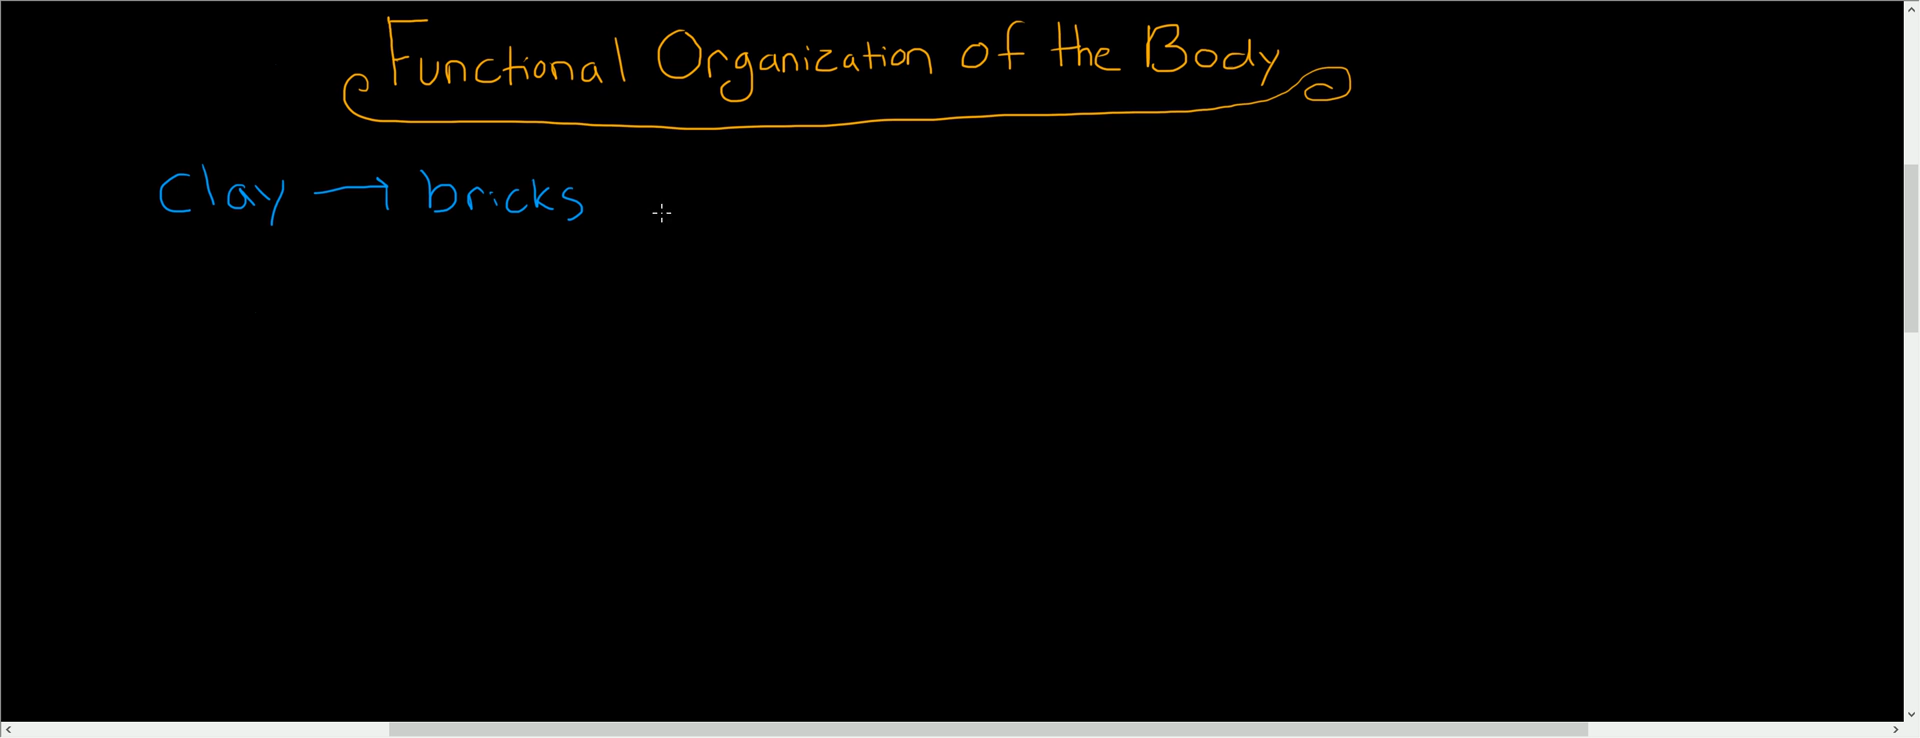 Functional Organization of the Body
Clay → bricks